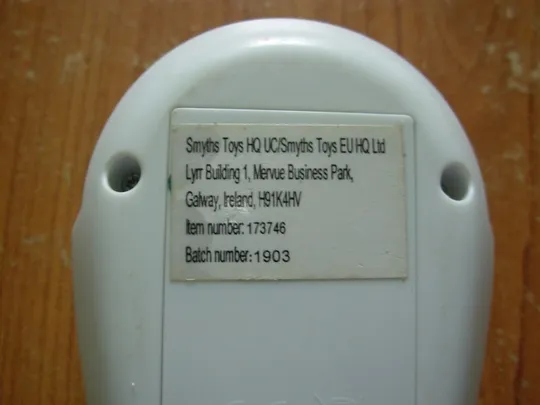 Smyths Toys HQ UC/Smyths Toys EU HQ Ltd
Lyrr Building 1, Mervue Business Park,
Galway, Ireland, H91K4HV
Item number: 173746
Batch number: 1903